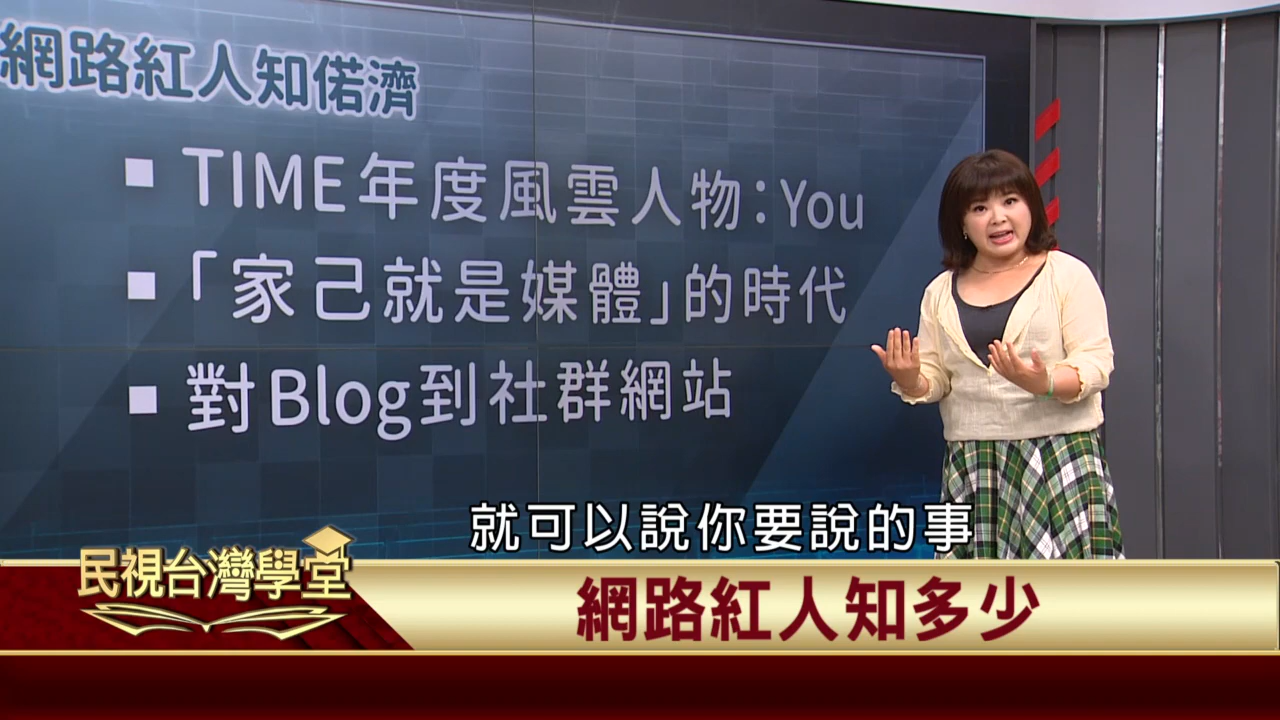 網路紅人知偌濟
TIME年度風雲人物：You
「家己就是媒體」的時代
對Blog到社群網站
就可以說你要說的事
民視台灣學堂
網路紅人知多少